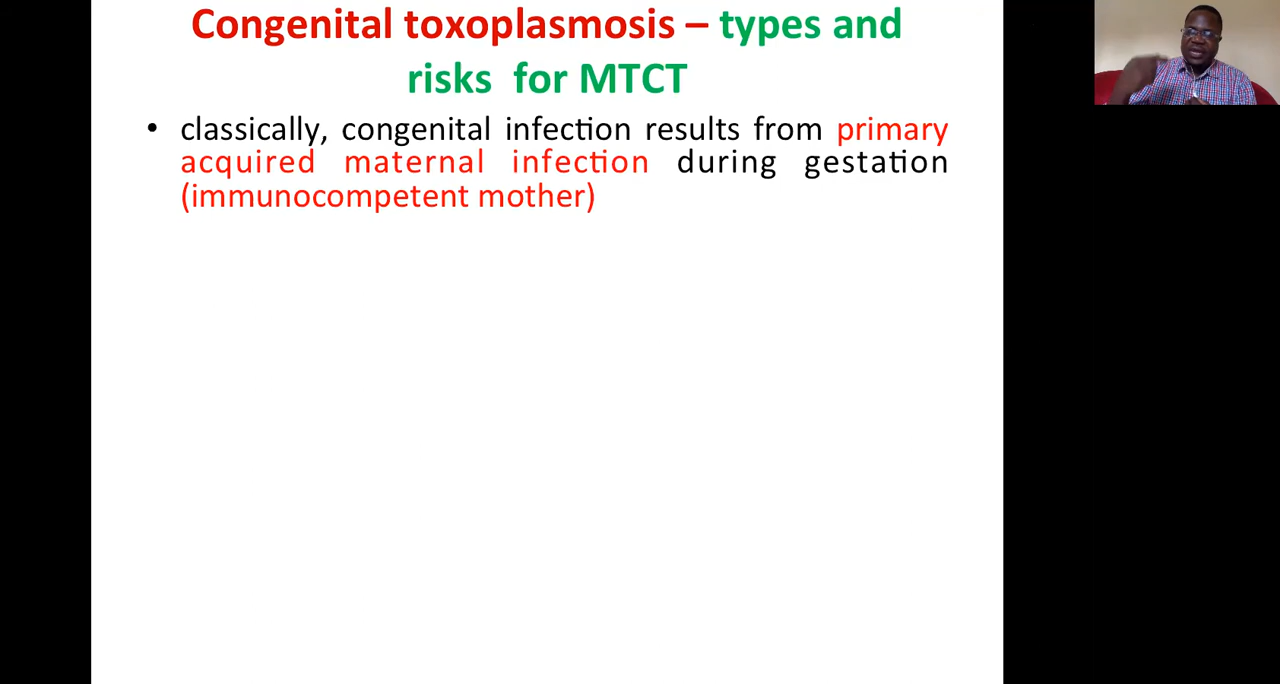 Congenital toxoplasmosis – types and
risks for MTCT
• classically, congenital infection results from primary
acquired maternal infection during gestation
(immunocompetent mother)